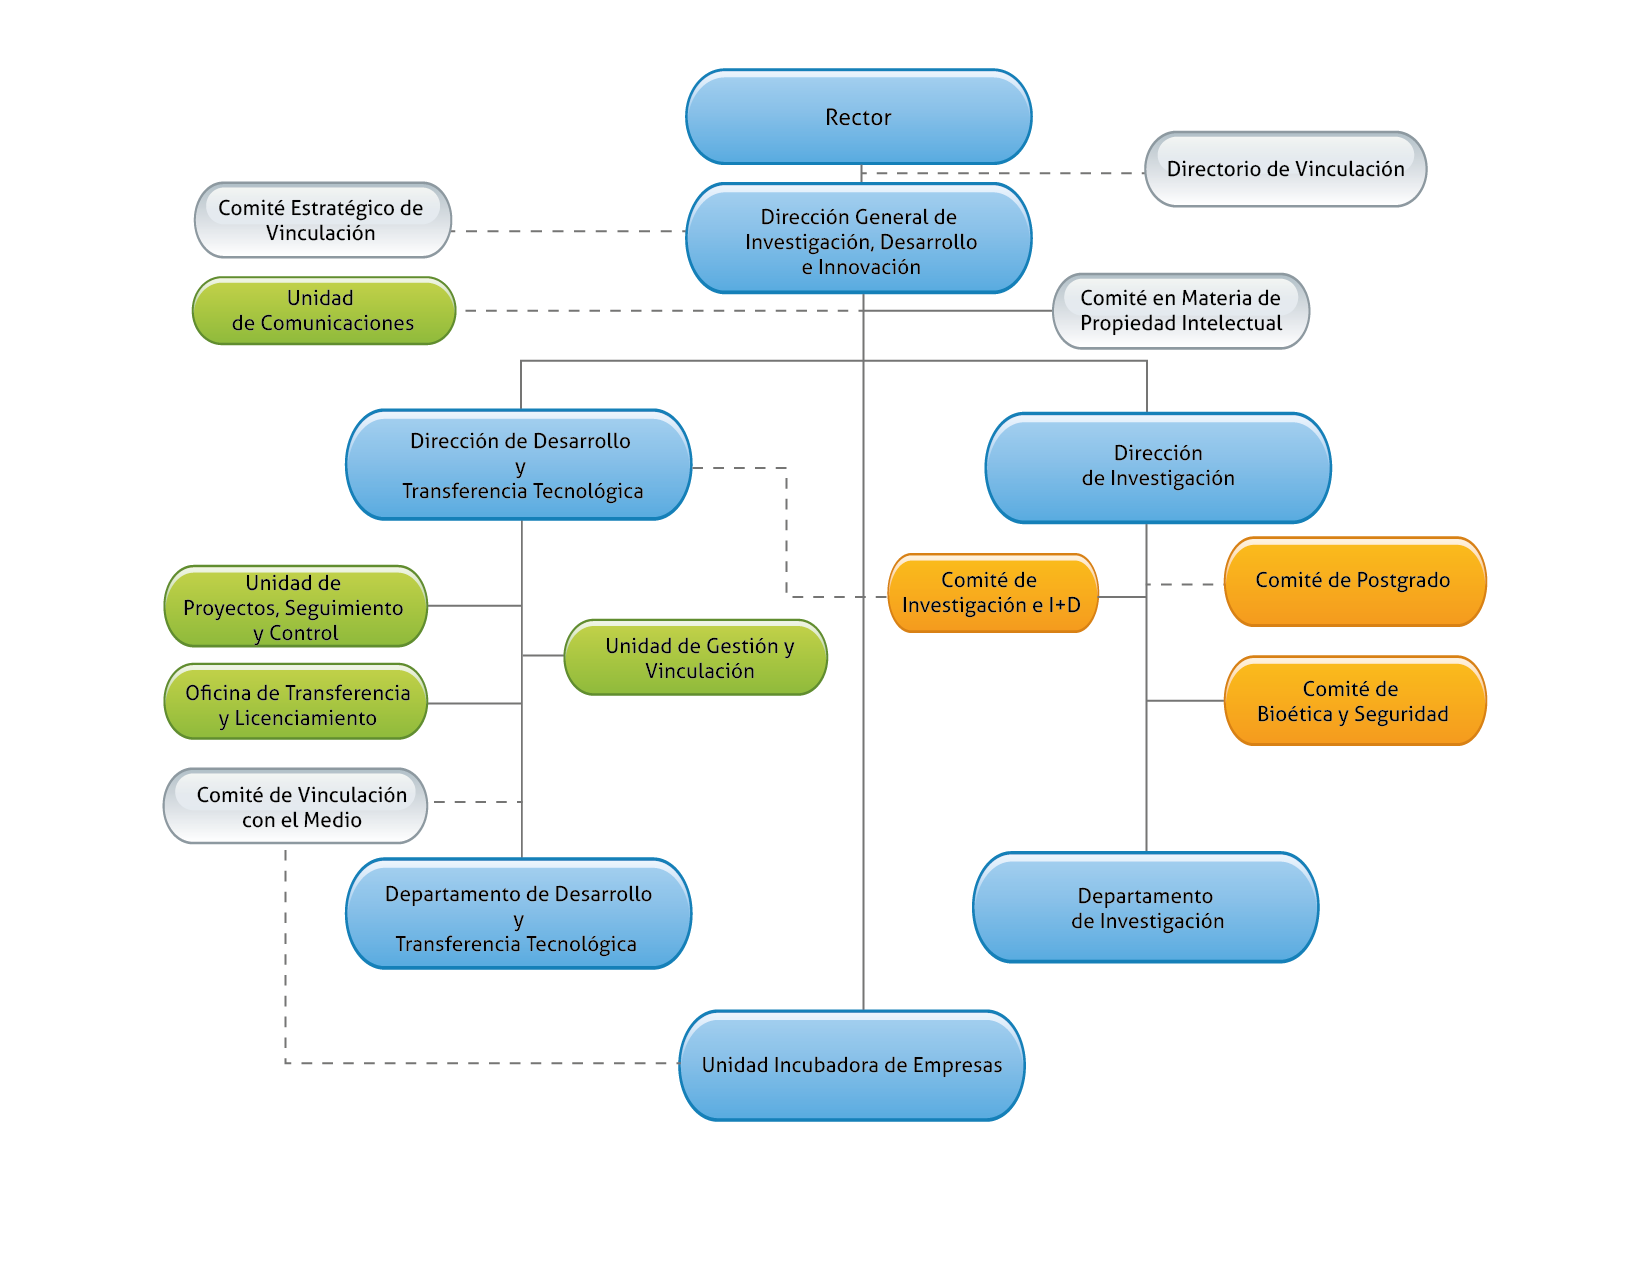 Rector
Directorio de Vinculación
Comité Estratégico de
Vinculación
Dirección General de
Investigación, Desarrollo
e Innovación
Unidad
de Comunicaciones
Comité en Materia de
Propiedad Intelectual
Dirección de Desarrollo
y
Transferencia Tecnológica
Dirección
de Investigación
Unidad de
Proyectos, Seguimiento
y Control
Comité de
Investigación e I+D
Comité de Postgrado
Unidad de Gestión y
Vinculación
Oficina de Transferencia
y Licenciamiento
Comité de
Bioética y Seguridad
Comité de Vinculación
con el Medio
Departamento de Desarrollo
y
Transferencia Tecnológica
Departamento
de Investigación
Unidad Incubadora de Empresas